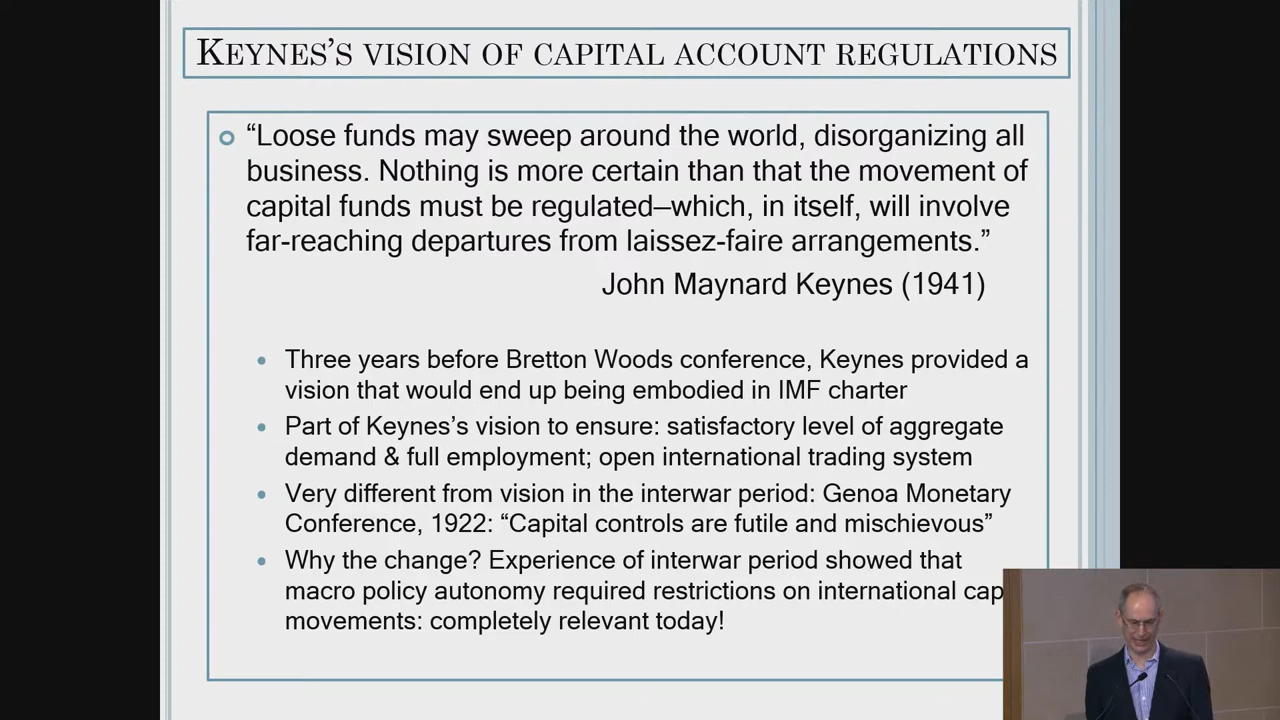 KEYNES'S VISION OF CAPITAL ACCOUNT REGULATIONS
“Loose funds may sweep around the world, disorganizing all
business. Nothing is more certain than that the movement of
capital funds must be regulated—which, in itself, will involve
far-reaching departures from laissez-faire arrangements.”
John Maynard Keynes (1941)
Three years before Bretton Woods conference, Keynes provided a
vision that would end up being embodied in IMF charter
Part of Keynes’s vision to ensure: satisfactory level of aggregate
demand & full employment; open international trading system
Very different from vision in the interwar period: Genoa Monetary
Conference, 1922: “Capital controls are futile and mischievous”
Why the change? Experience of interwar period showed that
macro policy autonomy required restrictions on international cap
movements: completely relevant today!